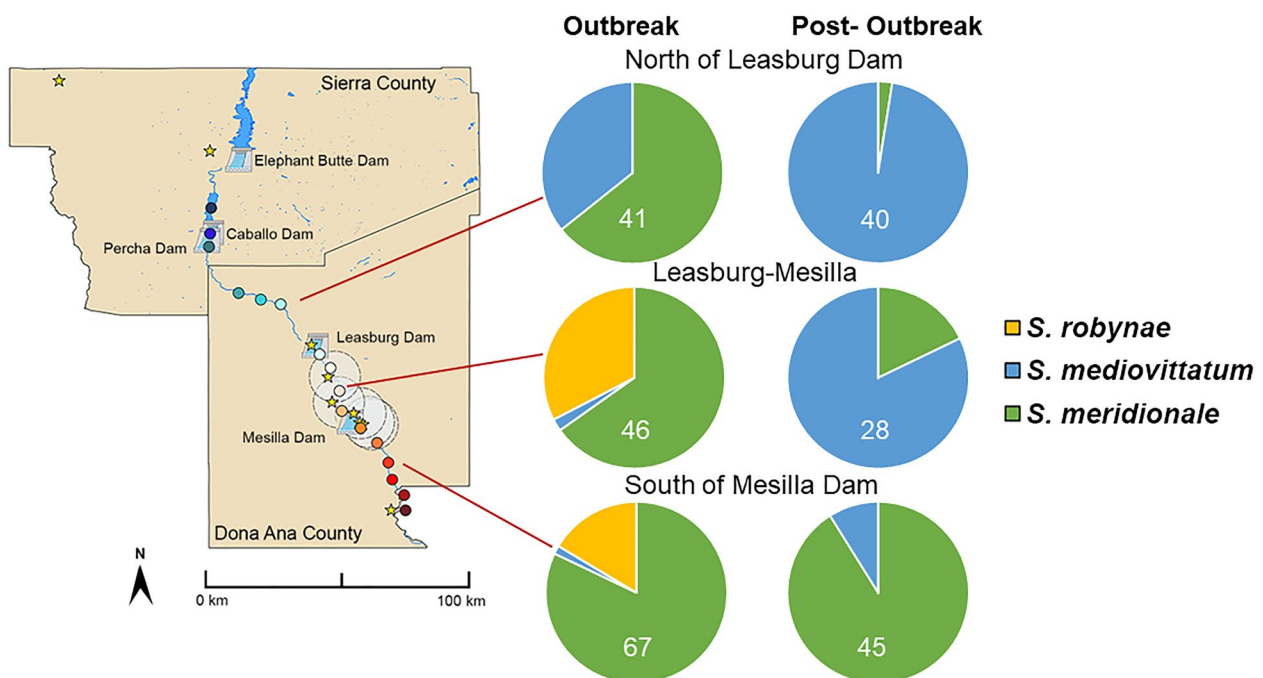 Outbreak
Post- Outbreak
North of Leasburg Dam
Sierra County
Elephant Butte Dam
Caballo Dam
Percha Dam
41
40
Leasburg-Mesilla
Leasburg Dam
S. robynae
S. mediovittatum
S. meridionale
Mesilla Dam
46
28
South of Mesilla Dam
Dona Ana County
N
0 km
100 km
67
45